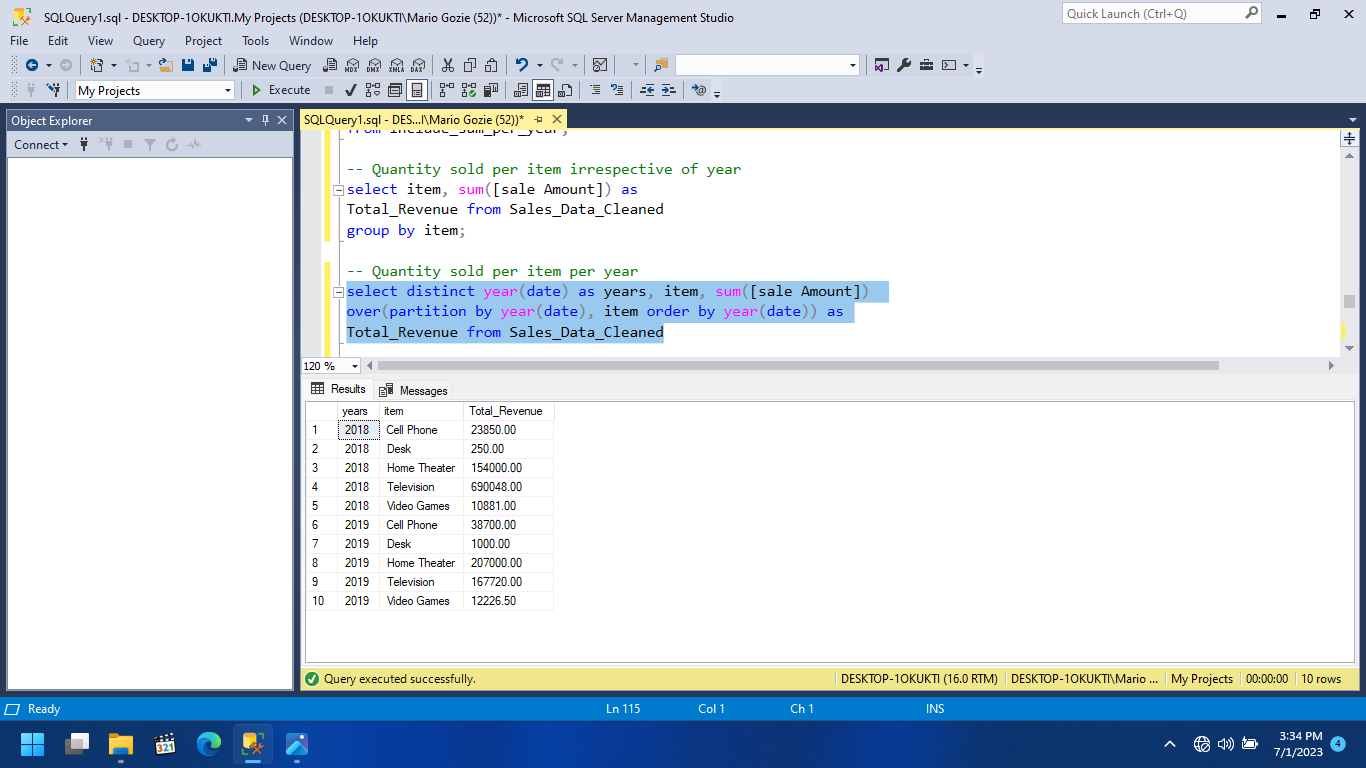 SQLQuery1.sql - DESKTOP-1OKUKTI.My Projects (DESKTOP-1OKUKTI\Mario Gozie (52))* - Microsoft SQL Server Management Studio
Quick Launch (Ctrl+Q)
File Edit View Query Project Tools Window Help
New Query MDX DMX XMLA DAX
My Projects Execute
Object Explorer
SQLQuery1.sql - DES...I\Mario Gozie (52))*
Connect
from include_sum_per_year;
-- Quantity sold per item irrespective of year
select item, sum([sale Amount]) as
Total_Revenue from Sales_Data_Cleaned
group by item;
-- Quantity sold per item per year
select distinct year(date) as years, item, sum([sale Amount])
over(partition by year(date), item order by year(date)) as
Total_Revenue from Sales_Data_Cleaned
120 %
Results Messages
years item Total_Revenue
1 2018 Cell Phone 23850.00
2 2018 Desk 250.00
3 2018 Home Theater 154000.00
4 2018 Television 690048.00
5 2018 Video Games 10881.00
6 2019 Cell Phone 38700.00
7 2019 Desk 1000.00
8 2019 Home Theater 207000.00
9 2019 Television 167720.00
10 2019 Video Games 12226.50
Query executed successfully. DESKTOP-1OKUKTI (16.0 RTM) DESKTOP-1OKUKTI\Mario ... My Projects 00:00:00 10 rows
Ready Ln 115 Col 1 Ch 1 INS
321
3:34 PM
7/1/2023
4